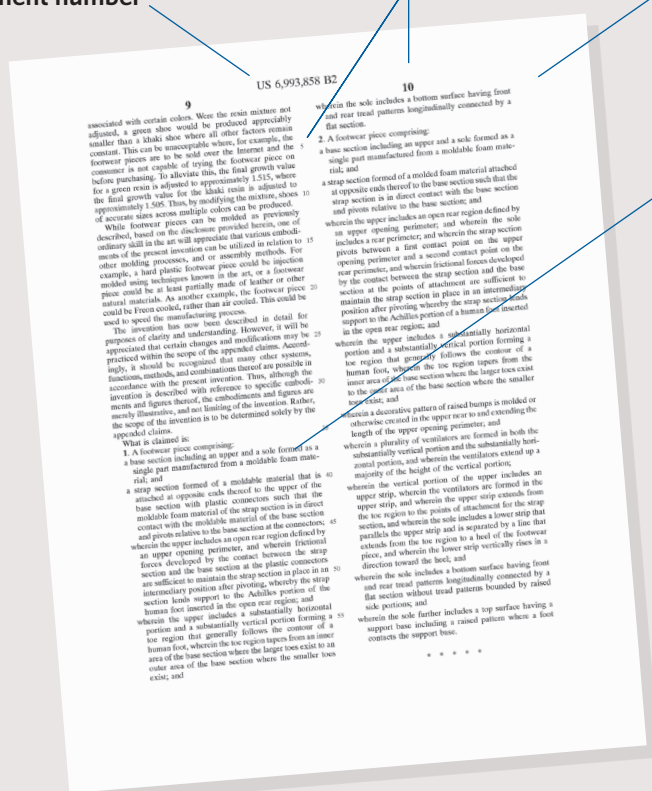 ment number
US 6,993,858 B2
9
associated with certain colors. Were the resin mixture not
adjusted, a green shoe would be produced appreciably
smaller than a khaki shoe where all other factors remain
constant. This can be unacceptable where, for example, the
footwear pieces are to be sold over the Internet and the 5
consumer is not capable of trying the footwear piece on
before purchasing. To alleviate this, the final growth value
for a green resin is adjusted to approximately 1.515, where
the final growth value for the khaki resin is adjusted to
approximately 1.505. Thus, by modifying the mixture, shoes 10
of accurate sizes across multiple colors can be produced.
While footwear pieces can be molded as previously
described, based on the disclosure provided herein, one of
ordinary skill in the art will appreciate that various embodi-
ments of the present invention can be utilized in relation to 15
other molding processes, and or assembly methods. For
example, a hard plastic footwear piece could be injection
molded using techniques known in the art, or a footwear
piece could be at least partially made of leather or other
natural materials. As another example, the footwear piece 20
could be Freon cooled, rather than air cooled. This could be
used to speed the manufacturing process.
The invention has now been described in detail for
purposes of clarity and understanding. However, it will be
appreciated that certain changes and modifications may be 25
practiced within the scope of the appended claims. Accord-
ingly, it should be recognized that many other systems,
functions, methods, and combinations thereof are possible in
accordance with the present invention. Thus, although the
invention is described with reference to specific embodi- 30
ments and figures thereof, the embodiments and figures are
merely illustrative, and not limiting of the invention. Rather,
the scope of the invention is to be determined solely by the
appended claims.
What is claimed is:
1. A footwear piece comprising:
a base section including an upper and a sole formed as a
single part manufactured from a moldable foam mate-
rial; and
a strap section formed of a moldable material that is 40
attached at opposite ends thereof to the upper of the
base section with plastic connectors such that the
moldable foam material of the strap section is in direct
contact with the moldable material of the base section
and pivots relative to the base section at the connectors; 45
wherein the upper includes an open rear region defined by
an upper opening perimeter, and wherein frictional
forces developed by the contact between the strap
section and the base section at the plastic connectors
are sufficient to maintain the strap section in place in an 50
intermediary position after pivoting, whereby the strap
section lends support to the Achilles portion of the
human foot inserted in the open rear region; and
wherein the upper includes a substantially horizontal
portion and a substantially vertical portion forming a 55
toe region that generally follows the contour of a
human foot, wherein the toe region tapers from an inner
area of the base section where the larger toes exist to an
outer area of the base section where the smaller toes
exist; and
10
wherein the sole includes a bottom surface having front
and rear tread patterns longitudinally connected by a
flat section.
2. A footwear piece comprising:
a base section including an upper and a sole formed as a
single part manufactured from a moldable foam mate-
rial; and
a strap section formed of a molded foam material attached
at opposite ends thereof to the base section such that the
strap section is in direct contact with the base section
and pivots relative to the base section; and
wherein the upper includes an open rear region defined by
an upper opening perimeter; and wherein the sole
includes a rear perimeter; and wherein the strap section
pivots between a first contact point on the upper
opening perimeter and a second contact point on the
rear perimeter, and wherein frictional forces developed
by the contact between the strap section and the base
section at the points of attachment are sufficient to
maintain the strap section in place in an intermediary
position after pivoting whereby the strap section lends
support to the Achilles portion of a human foot inserted
in the open rear region; and
wherein the upper includes a substantially horizontal
portion and a substantially vertical portion forming a
toe region that generally follows the contour of a
human foot, wherein the toe region tapers from the
inner area of the base section where the larger toes exist
to the outer area of the base section where the smaller
toes exist; and
wherein a decorative pattern of raised bumps is molded or
otherwise created in the upper near to and extending the
length of the upper opening perimeter; and
wherein a plurality of ventilators are formed in both the
substantially vertical portion and the substantially hori-
zontal portion, and wherein the ventilators extend up a
majority of the height of the vertical portion;
wherein the vertical portion of the upper includes an
upper strip, wherein the ventilators are formed in the
upper strip, and wherein the upper strip extends from
the toe region to the points of attachment for the strap
section, and wherein the sole includes a lower strip that
parallels the upper strip and is separated by a line that
extends from the toe region to a heel of the footwear
piece, and wherein the lower strip vertically rises in a
direction toward the heel; and
wherein the sole includes a bottom surface having front
and rear tread patterns longitudinally connected by a
flat section without tread patterns bounded by raised
side portions; and
wherein the sole further includes a top surface having a
support base including a raised pattern where a foot
contacts the support base.
* * * * *